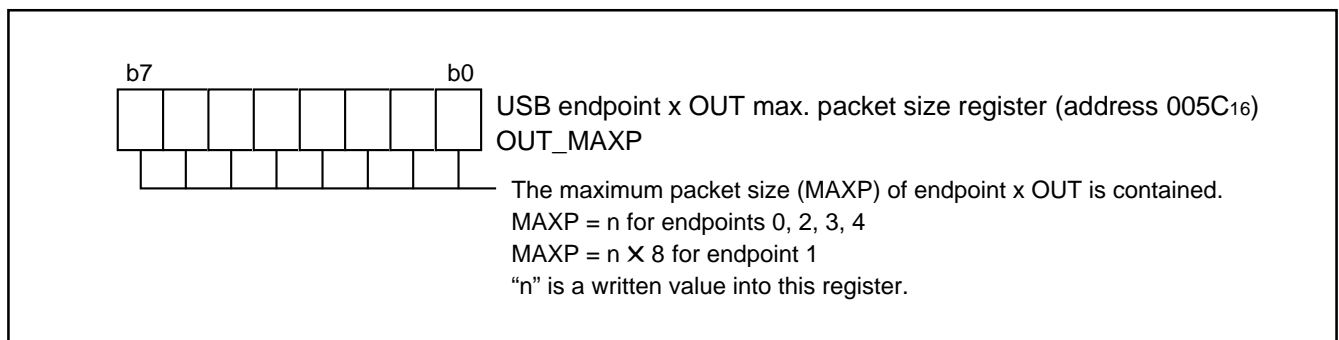 b7 b0
USB endpoint x OUT max. packet size register (address 005C16)
OUT_MAXP
The maximum packet size (MAXP) of endpoint x OUT is contained.
MAXP = n for endpoints 0, 2, 3, 4
MAXP = n X 8 for endpoint 1
“n” is a written value into this register.